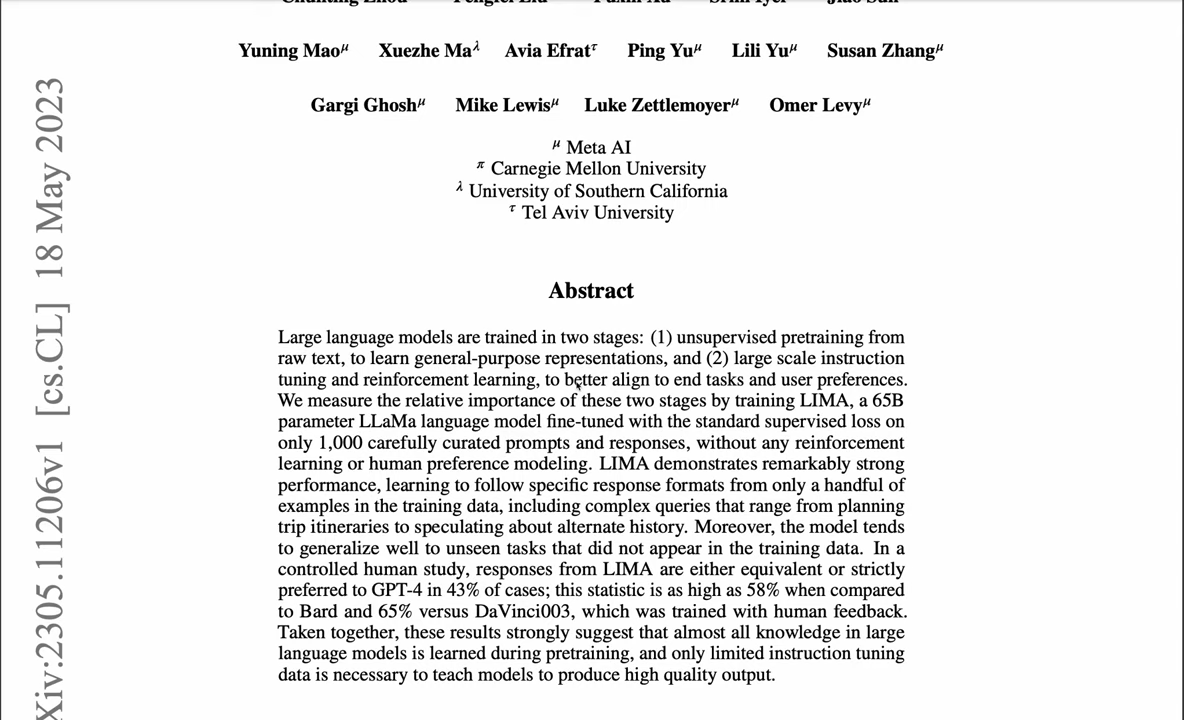 Chunting Zhou Pengfei Liu Puxin Xu Srini Iyer Jiao Sun
Yuning Maoμ Xuezhe Maλ Avia Efratτ Ping Yuμ Lili Yuμ Susan Zhangμ
Gargi Ghoshμ Mike Lewisμ Luke Zettlemoyerμ Omer Levyμ
μ Meta AI
π Carnegie Mellon University
λ University of Southern California
τ Tel Aviv University
Abstract
Large language models are trained in two stages: (1) unsupervised pretraining from
raw text, to learn general-purpose representations, and (2) large scale instruction
tuning and reinforcement learning, to better align to end tasks and user preferences.
We measure the relative importance of these two stages by training LIMA, a 65B
parameter LLaMa language model fine-tuned with the standard supervised loss on
only 1,000 carefully curated prompts and responses, without any reinforcement
learning or human preference modeling. LIMA demonstrates remarkably strong
performance, learning to follow specific response formats from only a handful of
examples in the training data, including complex queries that range from planning
trip itineraries to speculating about alternate history. Moreover, the model tends
to generalize well to unseen tasks that did not appear in the training data. In a
controlled human study, responses from LIMA are either equivalent or strictly
preferred to GPT-4 in 43% of cases; this statistic is as high as 58% when compared
to Bard and 65% versus DaVinci003, which was trained with human feedback.
Taken together, these results strongly suggest that almost all knowledge in large
language models is learned during pretraining, and only limited instruction tuning
data is necessary to teach models to produce high quality output.
Xiv:2305.11206v1 [cs.CL] 18 May 2023